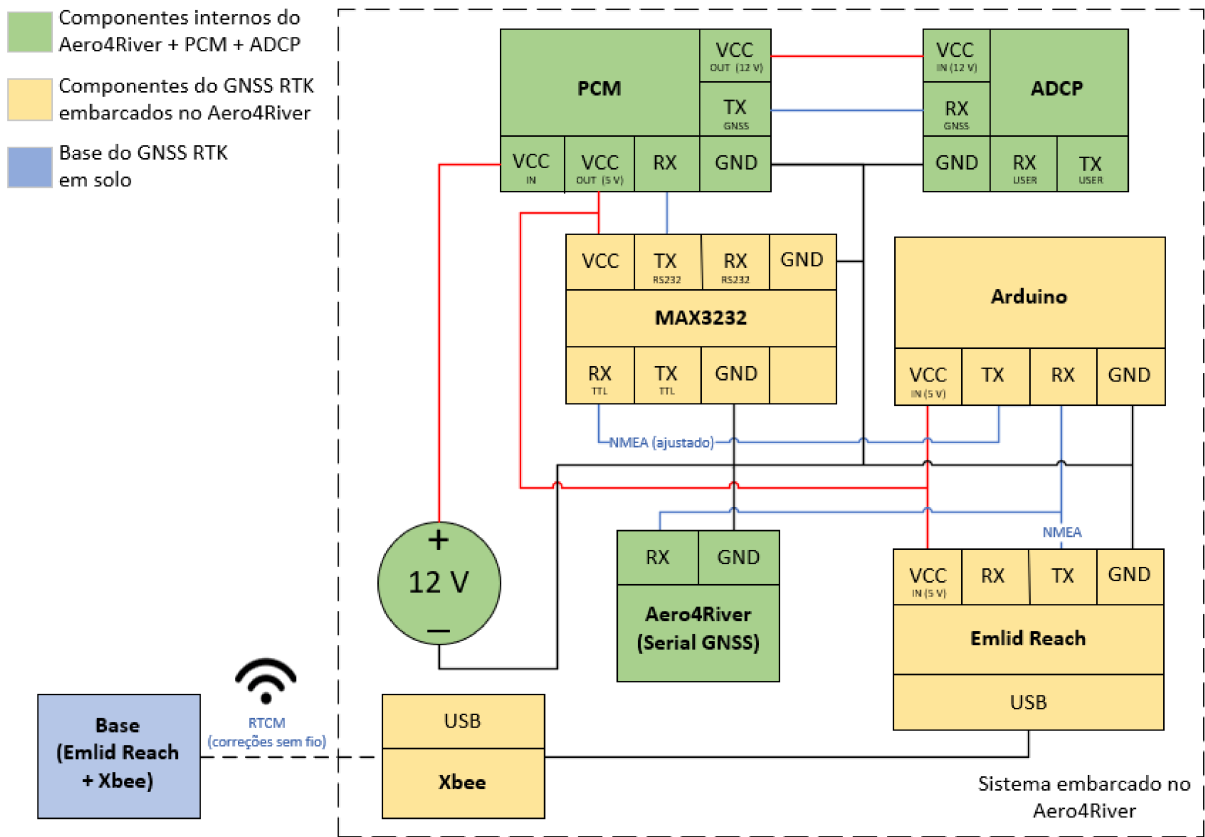 Componentes internos do
Aero4River + PCM + ADCP
Componentes do GNSS RTK
embarcados no Aero4River
Base do GNSS RTK
em solo
PCM
VCC
OUT (12 V)
TX
GNSS
VCC
IN
VCC
OUT (5 V)
RX
GND
VCC
IN (12 V)
ADCP
RX
GNSS
GND
RX
USER
TX
USER
VCC
TX
RS232
RX
RS232
GND
MAX3232
RX
TTL
TX
TTL
GND
Arduino
VCC
IN (5 V)
TX
RX
GND
NMEA (ajustado)
NMEA
+
12 V
−
RX
GND
Aero4River
(Serial GNSS)
VCC
IN (5 V)
RX
TX
GND
Emlid Reach
USB
Base
(Emlid Reach
+ Xbee)
RTCM
(correções sem fio)
USB
Xbee
Sistema embarcado no
Aero4River